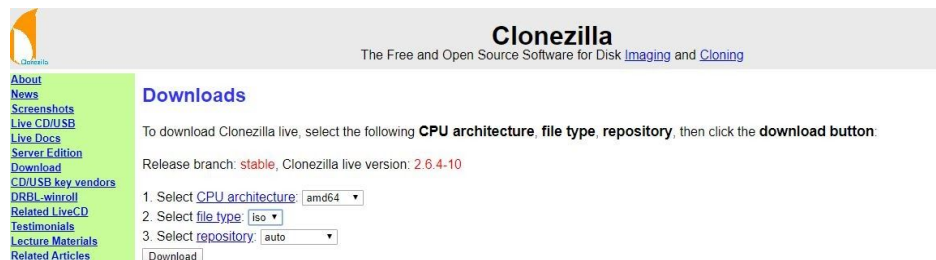 Clonezilla
Clonezilla
The Free and Open Source Software for Disk Imaging and Cloning
About
News
Screenshots
Live CD/USB
Live Docs
Server Edition
Download
CD/USB key vendors
DRBL-winroll
Related LiveCD
Testimonials
Lecture Materials
Related Articles
Downloads
To download Clonezilla live, select the following CPU architecture, file type, repository, then click the download button:
Release branch: stable, Clonezilla live version: 2.6.4-10
1. Select CPU architecture: amd64
2. Select file type: iso
3. Select repository: auto
Download